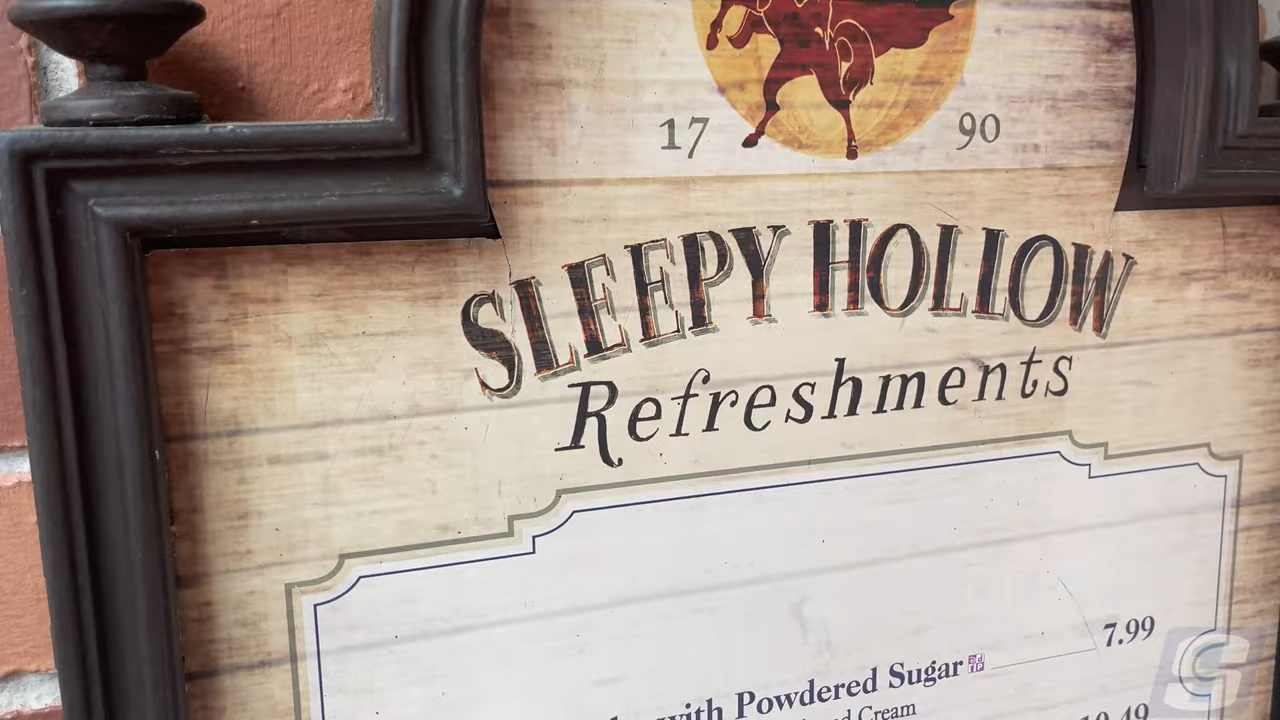 17 90
SLEEPY HOLLOW
Refreshments
with Powdered Sugar 7.99
Cream